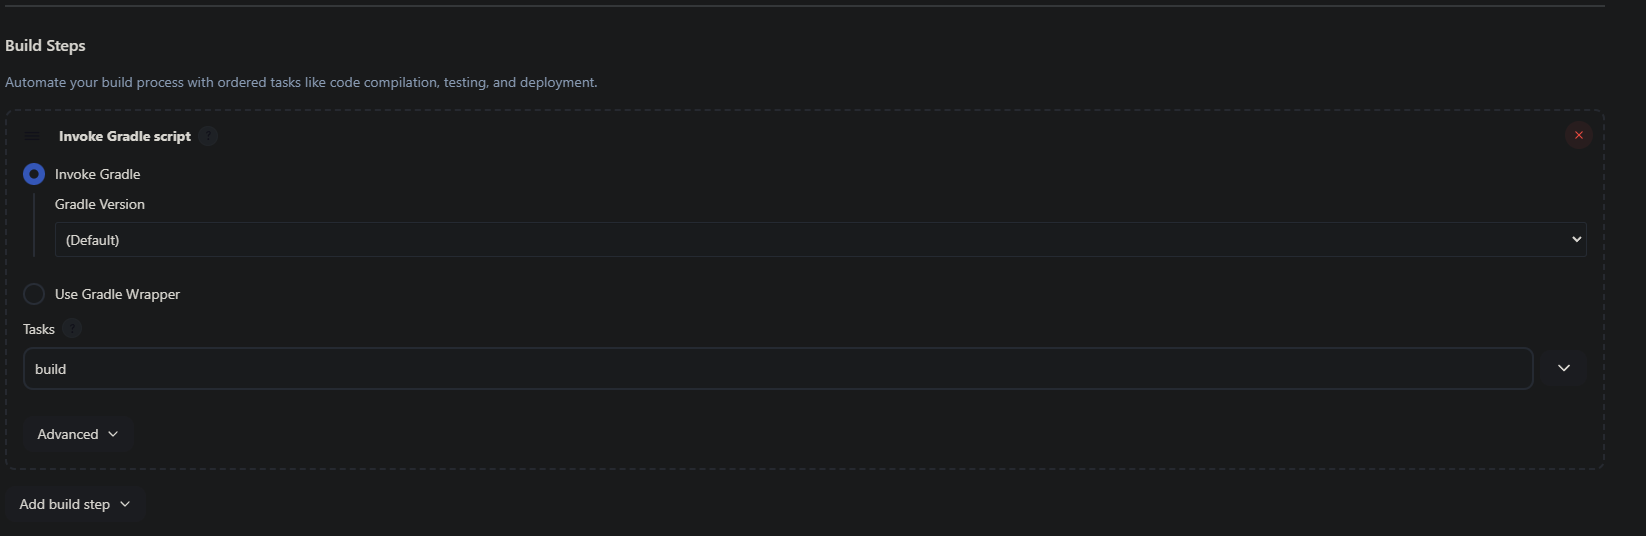 Build Steps
Automate your build process with ordered tasks like code compilation, testing, and deployment.
Invoke Gradle script ?
Invoke Gradle
Gradle Version
(Default)
Use Gradle Wrapper
Tasks ?
build
Advanced
Add build step